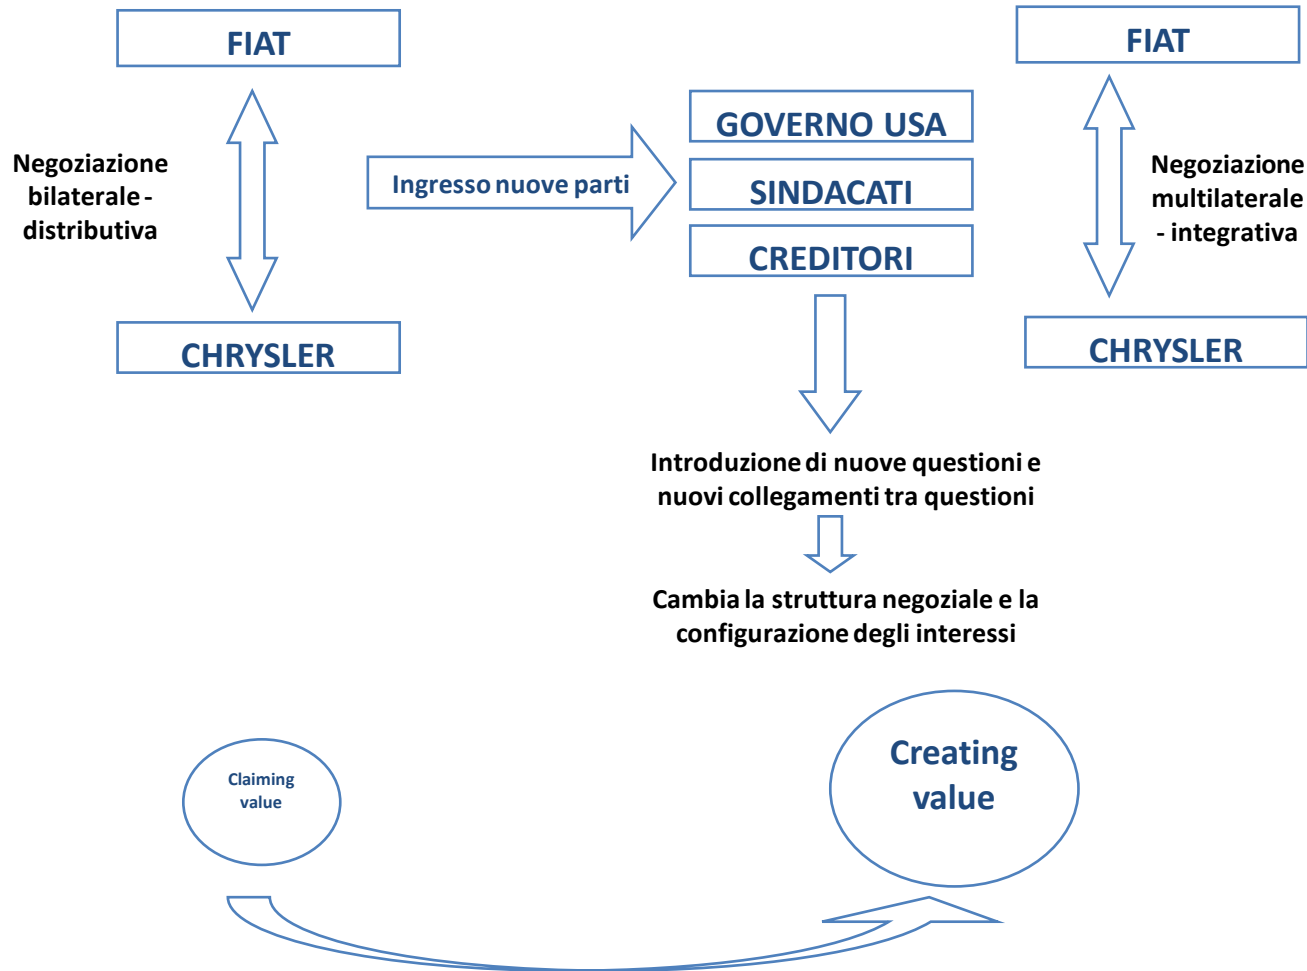 FIAT
Negoziazione
bilaterale -
distributiva
CHRYSLER
Ingresso nuove parti
GOVERNO USA
SINDACATI
CREDITORI
FIAT
Negoziazione
multilaterale
- integrativa
CHRYSLER
Introduzione di nuove questioni e
nuovi collegamenti tra questioni
Cambia la struttura negoziale e la
configurazione degli interessi
Claiming
value
Creating
value